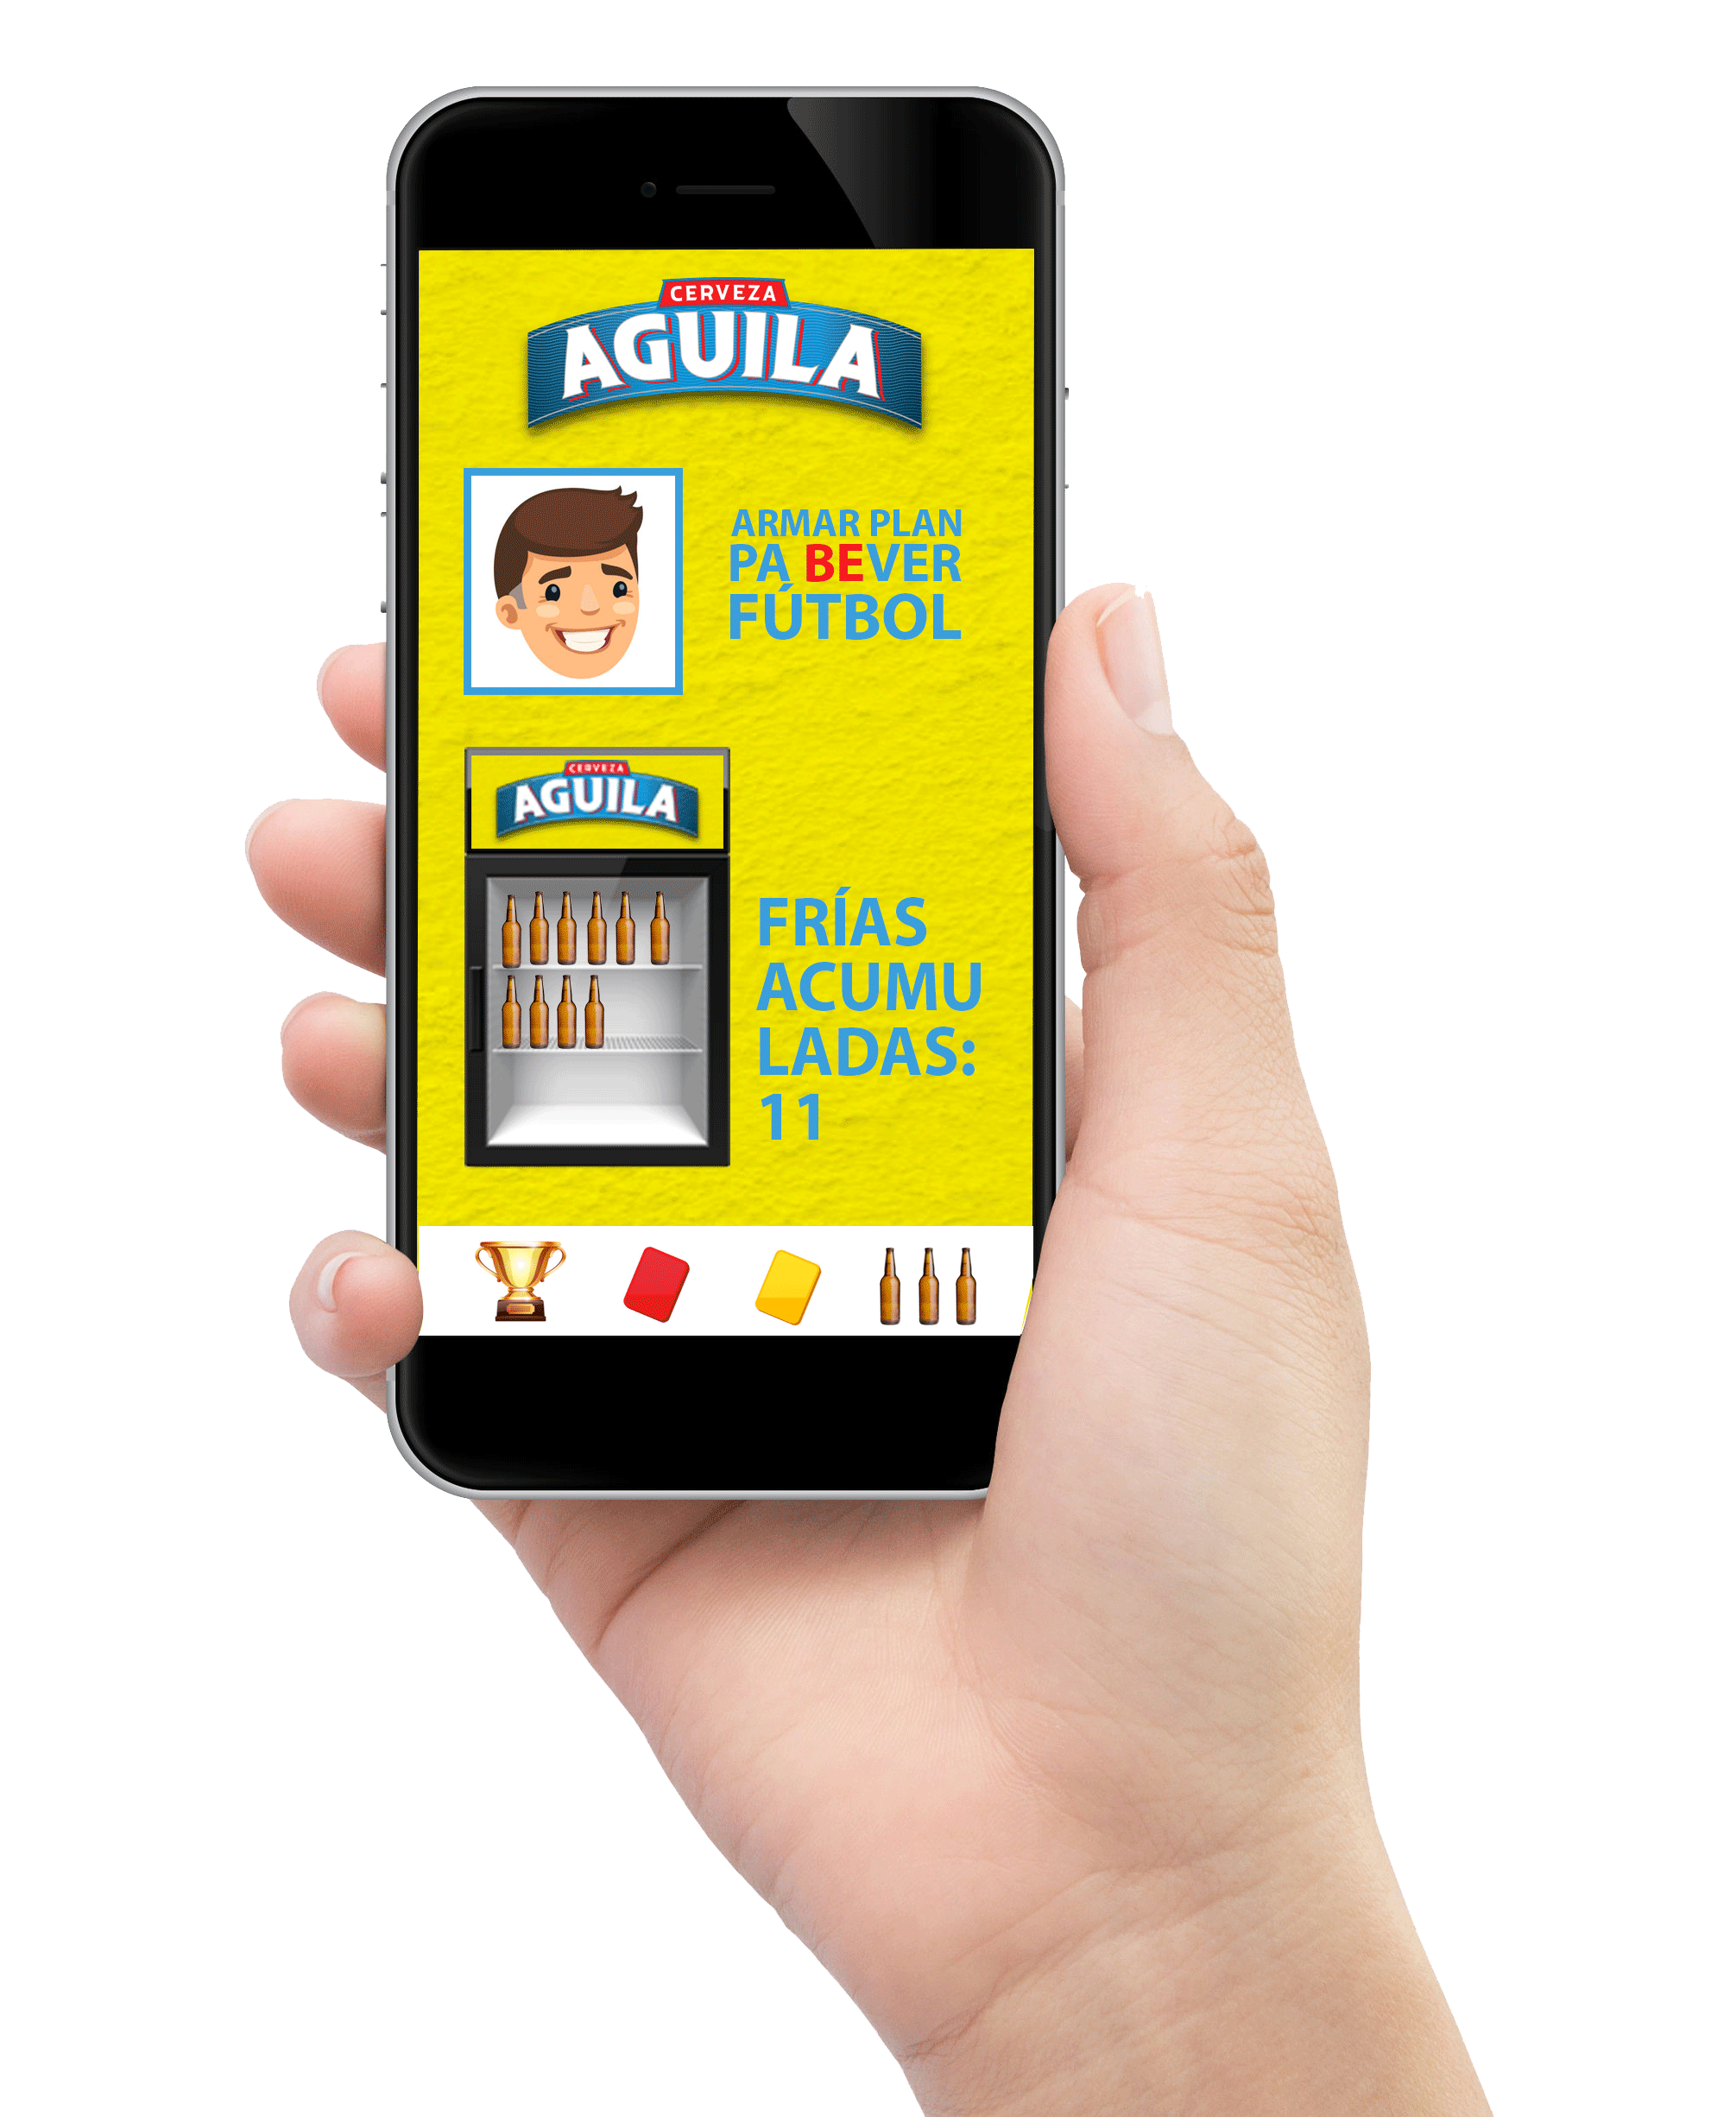 CERVEZA
AGUILA
ARMAR PLAN
PA BEVER
FÚTBOL
CERVEZA
AGUILA
FRÍAS
ACUMU
LADAS:
11